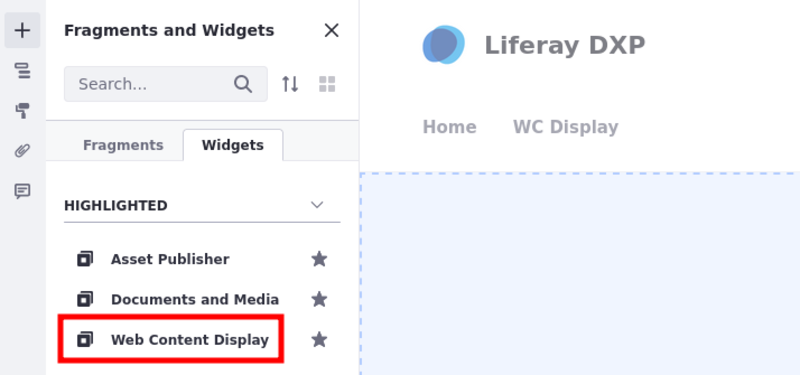 Fragments and Widgets
Search...
Fragments
Widgets
HIGHLIGHTED
Asset Publisher
Documents and Media
Web Content Display
Liferay DXP
Home
WC Display